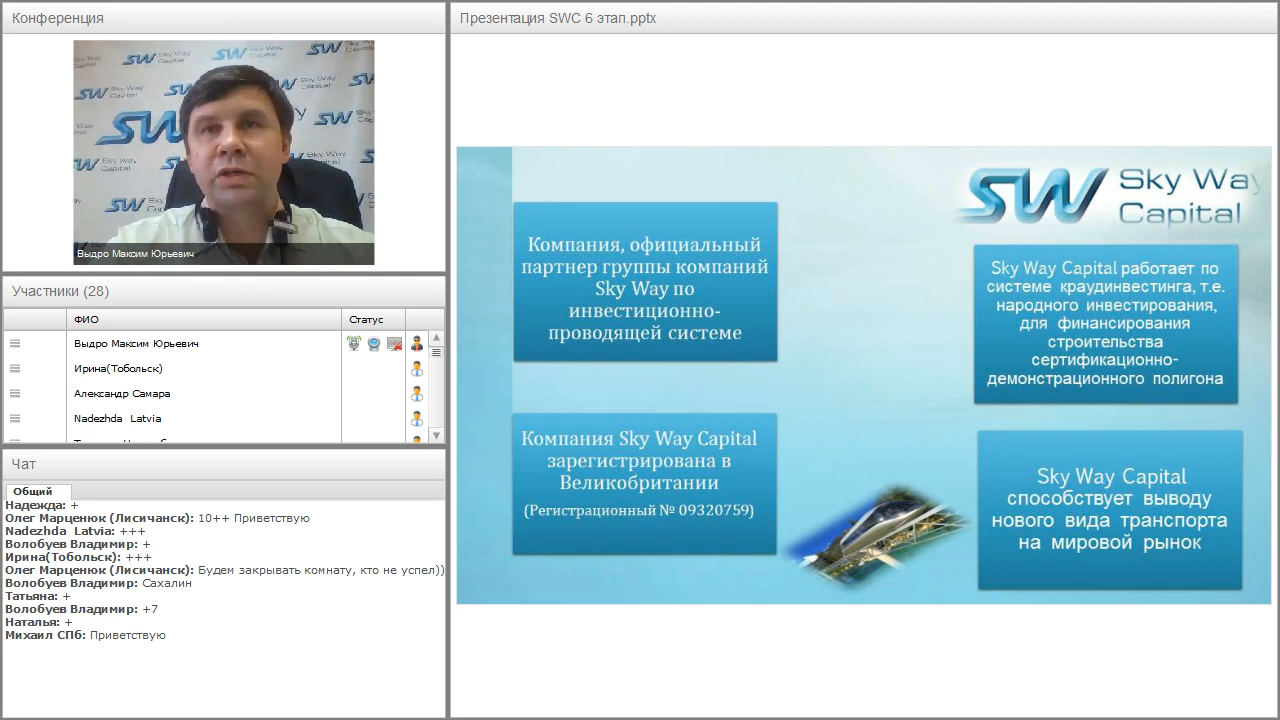 Конференция
SW Sky Way Capital
Выдро Максим Юрьевич
Участники (28)
ФИО
Статус
Выдро Максим Юрьевич
Ирина(Тобольск)
Александр Самара
Nadezhda Latvia
Чат
Общий
Надежда: +
Олег Марценюк (Лисичанск): 10++ Приветствую
Nadezhda Latvia: +++
Волобуев Владимир: +
Ирина(Тобольск): +++
Олег Марценюк (Лисичанск): Будем закрывать комнату, кто не успел))
Волобуев Владимир: Сахалин
Татьяна: +
Волобуев Владимир: +7
Наталья: +
Михаил СПб: Приветствую
Презентация SWC 6 этап.pptx
SW Sky Way
Capital
Компания, официальный
партнер группы компаний
Sky Way по
инвестиционно-
проводящей системе
Sky Way Capital работает по
системе краудинвестинга, т.е.
народного инвестирования,
для финансирования
строительства
сертификационно-
демонстрационного полигона
Компания Sky Way Capital
зарегистрирована в
Великобритании
(Регистрационный № 09320759)
Sky Way Capital
способствует выводу
нового вида транспорта
на мировой рынок